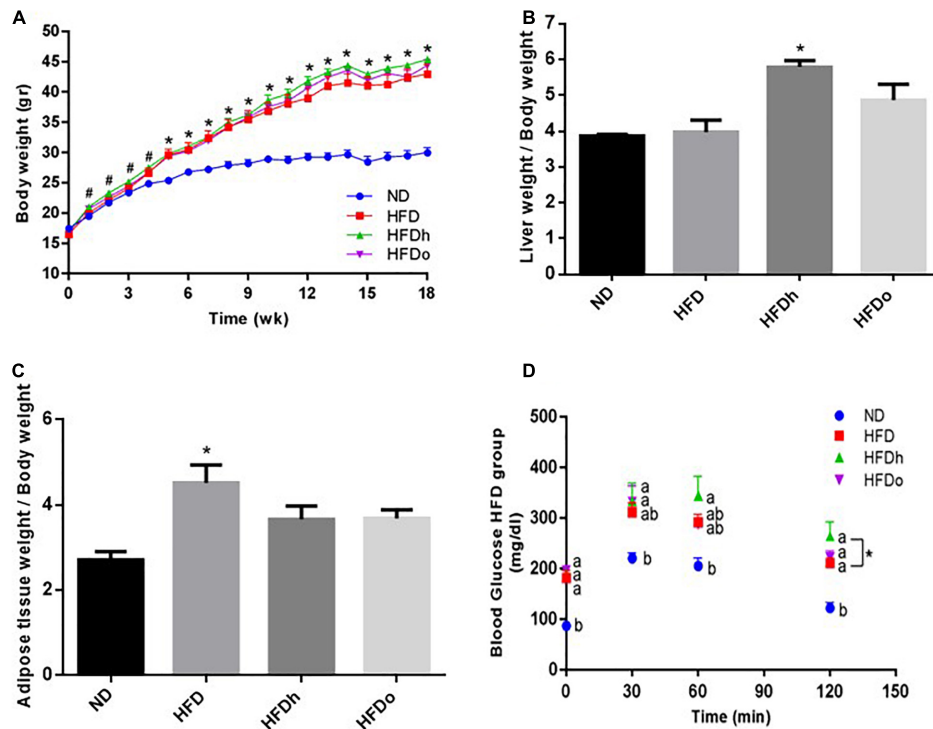 A
Body weight (gr)
50
45
40
35
30
25
20
15
10
# # # # * * * * * * * * * * * * * *
ND
HFD
HFDh
HFDo
0 3 6 9 12 15 18
Time (wk)
B
Liver weight / Body weight
7
6
5
4
3
2
1
0
*
ND HFD HFDh HFDo
C
Adipose tissue weight / Body weight
6
4
2
0
*
ND HFD HFDh HFDo
D
Blood Glucose HFD group
(mg/dl)
500
400
300
200
100
0
ND
HFD
HFDh
HFDo
a
a
a
b
a
a
ab
b
a
ab
ab
b
a
a
a
*
b
0 30 60 90 120 150
Time (min)